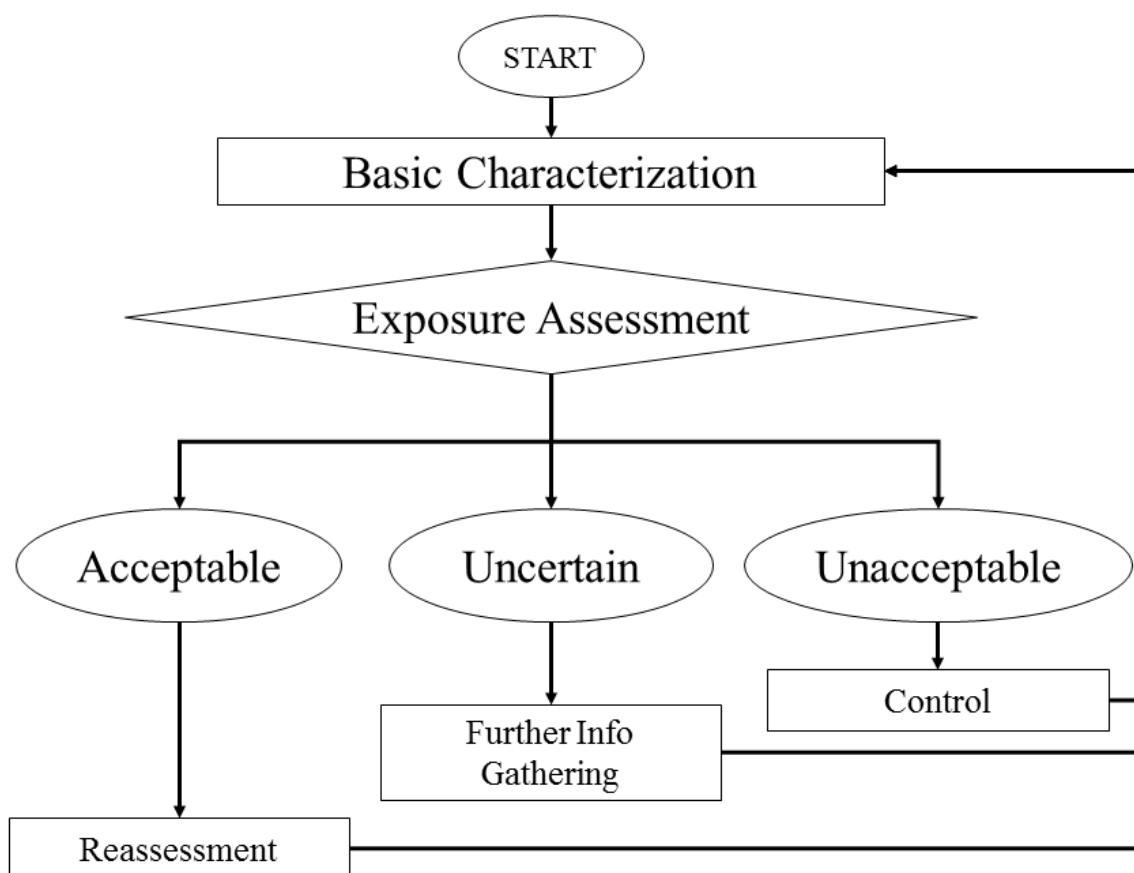 START
Basic Characterization
Exposure Assessment
Acceptable
Uncertain
Unacceptable
Control
Further Info
Gathering
Reassessment